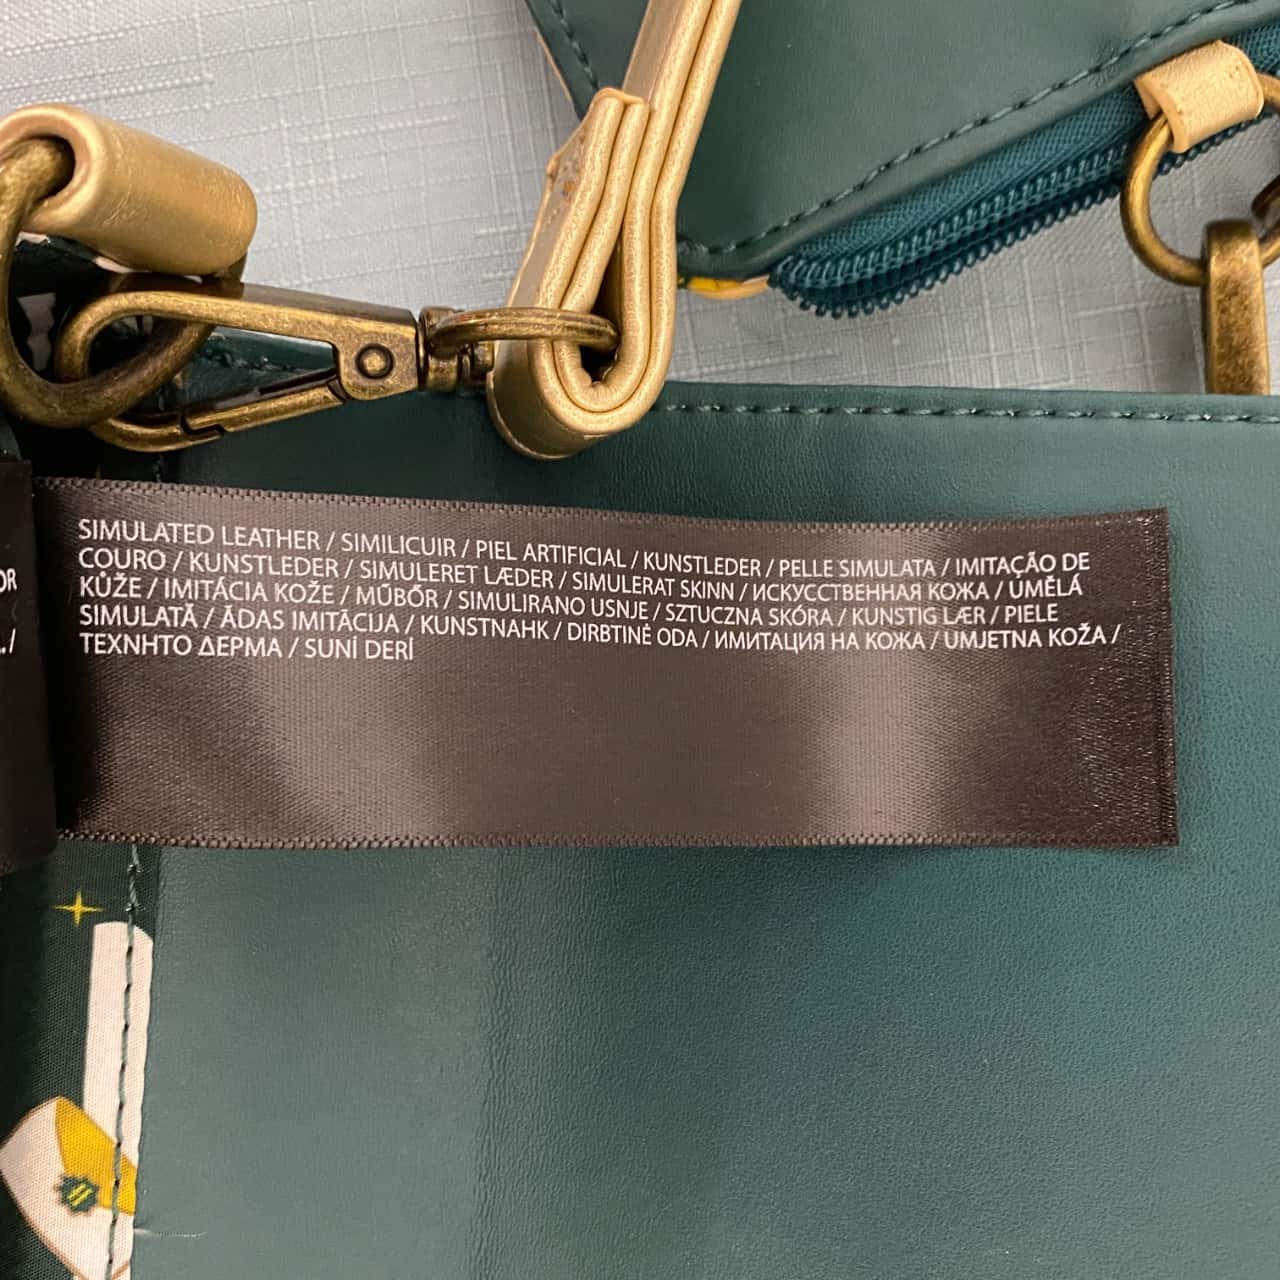 SIMULATED LEATHER / SIMILICUIR / PIEL ARTIFICIAL / KUNSTLEDER / PELLE SIMULATA / IMITAÇÃO DE
COURO / KUNSTLEDER / SIMULERET LÆDER / SIMULERAT SKINN / ИСКУССТВЕННАЯ КОЖА / UMĚLÁ
KŮŽE / IMITÁCIA KOŽE / MŰBŐR / SIMULIRANO USNJE / SZTUCZNA SKÓRA / KUNSTIG LÆR / PIELE
SIMULATĂ / ĀDAS IMITĀCIJA / KUNSTNAHK / DIRBTINĖ ODA / ИМИТАЦИЯ НА КОЖА / UMJETNA KOŽA /
ΤΕΧΝΗΤΟ ΔΕΡΜΑ / SUNİ DERİ